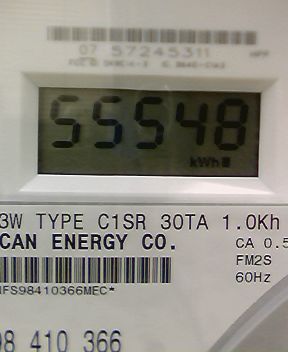 07 57245311
55548
kWh
3W TYPE C1SR 30TA 1.0Kh
CAN ENERGY CO.
CA 0.5
FM2S
60Hz
NFS98410366MEC*
98 410 366